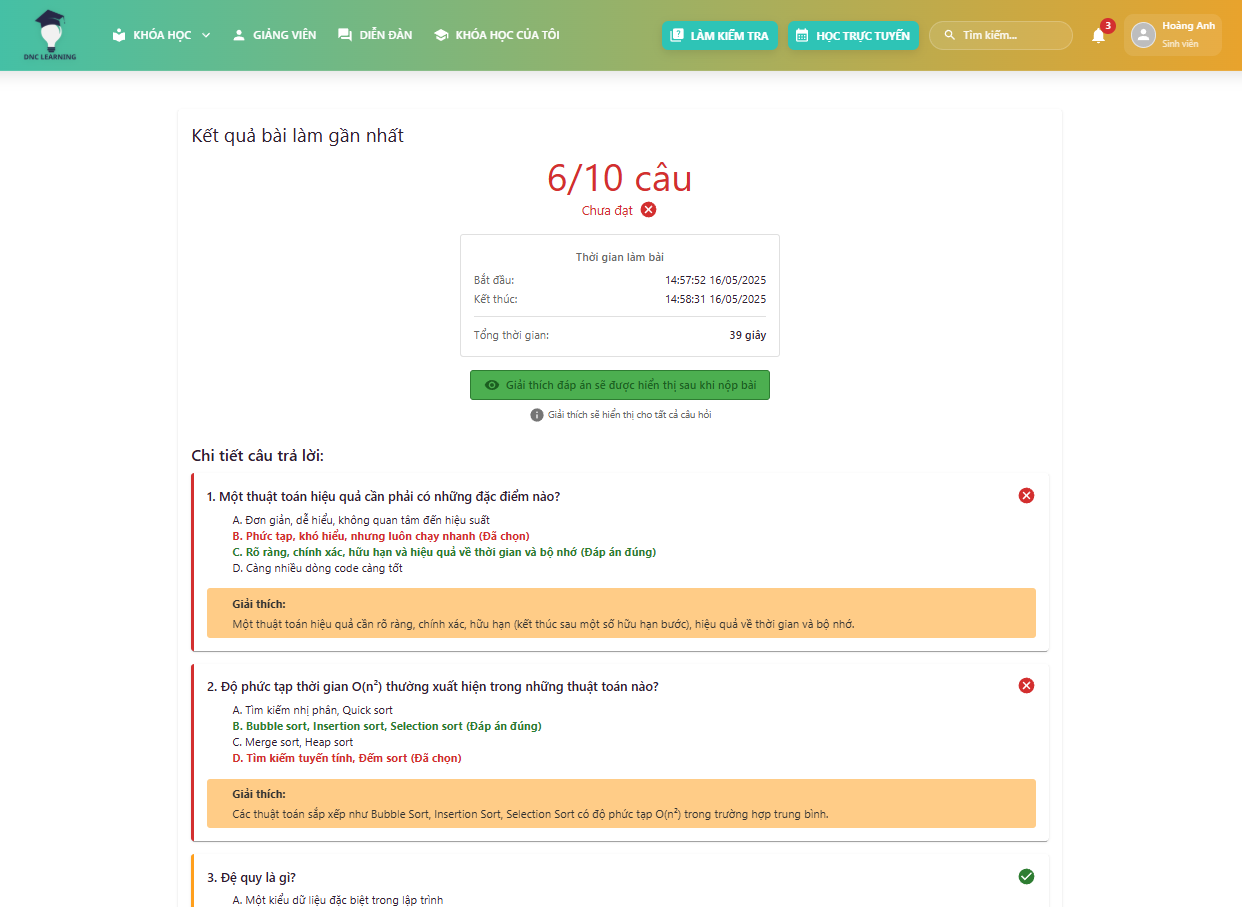 DNC LEARNING
KHÓA HỌC
GIẢNG VIÊN
DIỄN ĐÀN
KHÓA HỌC CỦA TÔI
LÀM KIỂM TRA
HỌC TRỰC TUYẾN
Tìm kiếm...
3
Hoàng Anh
Sinh viên
Kết quả bài làm gần nhất
6/10 câu
Chưa đạt
Thời gian làm bài
Bắt đầu: 14:57:52 16/05/2025
Kết thúc: 14:58:31 16/05/2025
Tổng thời gian: 39 giây
Giải thích đáp án sẽ được hiển thị sau khi nộp bài
Giải thích sẽ hiển thị cho tất cả câu hỏi
Chi tiết câu trả lời:
1. Một thuật toán hiệu quả cần phải có những đặc điểm nào?
A. Đơn giản, dễ hiểu, không quan tâm đến hiệu suất
B. Phức tạp, khó hiểu, nhưng luôn chạy nhanh (Đã chọn)
C. Rõ ràng, chính xác, hữu hạn và hiệu quả về thời gian và bộ nhớ (Đáp án đúng)
D. Càng nhiều dòng code càng tốt
Giải thích:
Một thuật toán hiệu quả cần rõ ràng, chính xác, hữu hạn (kết thúc sau một số hữu hạn bước), hiệu quả về thời gian và bộ nhớ.
2. Độ phức tạp thời gian O(n²) thường xuất hiện trong những thuật toán nào?
A. Tìm kiếm nhị phân, Quick sort
B. Bubble sort, Insertion sort, Selection sort (Đáp án đúng)
C. Merge sort, Heap sort
D. Tìm kiếm tuyến tính, Đếm sort (Đã chọn)
Giải thích:
Các thuật toán sắp xếp như Bubble Sort, Insertion Sort, Selection Sort có độ phức tạp O(n²) trong trường hợp trung bình.
3. Đệ quy là gì?
A. Một kiểu dữ liệu đặc biệt trong lập trình